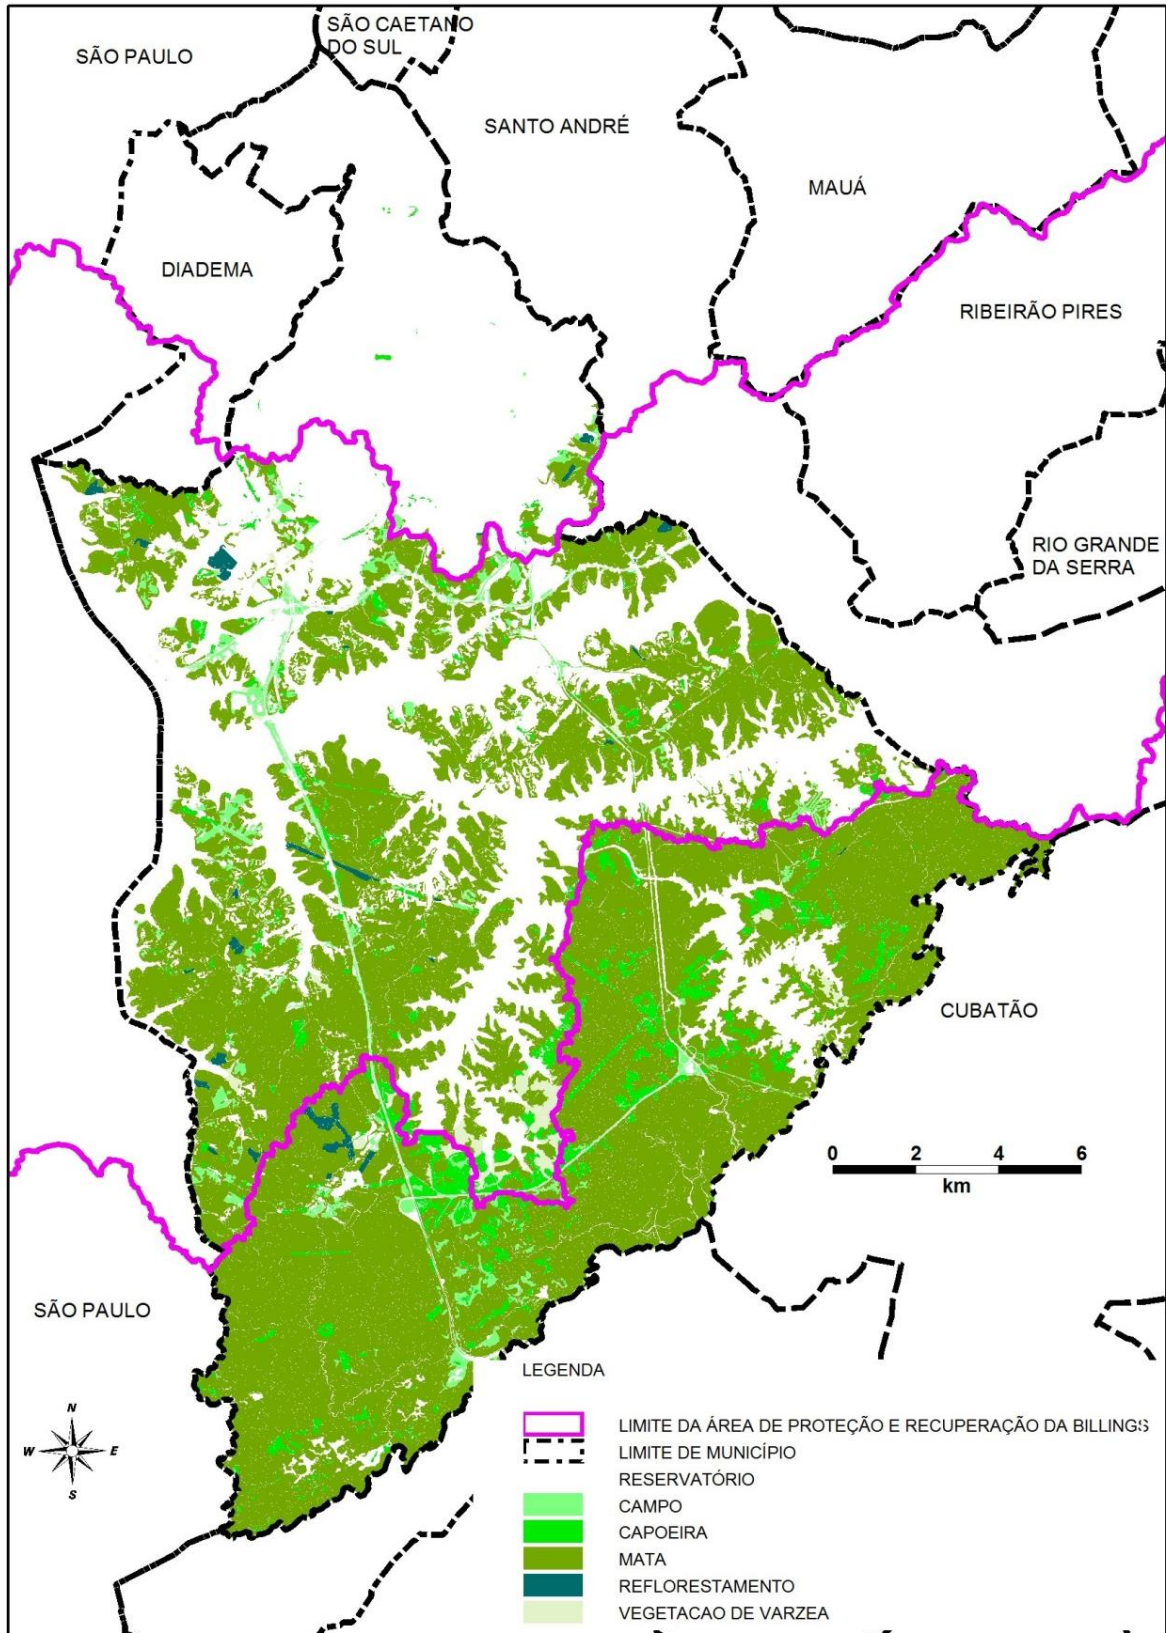 SÃO PAULO
SÃO CAETANO
DO SUL
SANTO ANDRÉ
MAUÁ
DIADEMA
RIBEIRÃO PIRES
RIO GRANDE
DA SERRA
CUBATÃO
0 2 4 6
km
SÃO PAULO
N
W E
S
LEGENDA
LIMITE DA ÁREA DE PROTEÇÃO E RECUPERAÇÃO DA BILLINGS
LIMITE DE MUNICÍPIO
RESERVATÓRIO
CAMPO
CAPOEIRA
MATA
REFLORESTAMENTO
VEGETACAO DE VARZEA